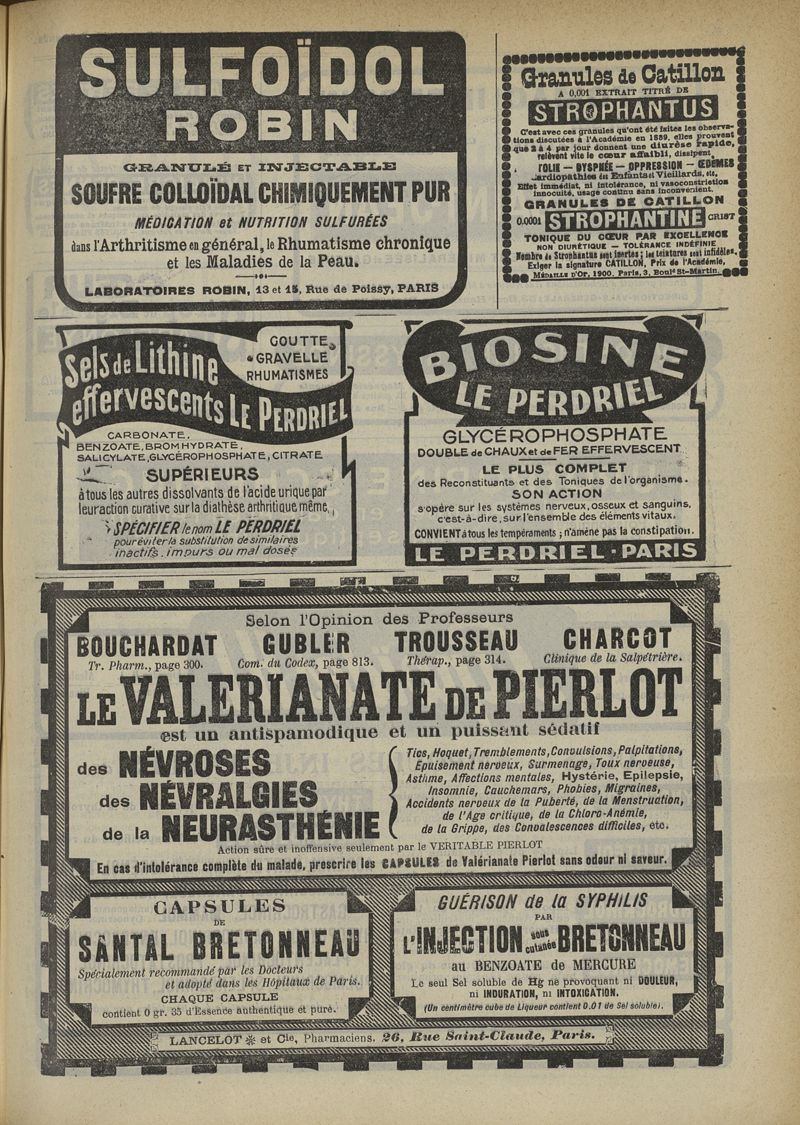 SULFOÏDOL
ROBIN
GRANULÉ ET INJECTABLE
SOUFRE COLLOÏDAL CHIMIQUEMENT PUR
MÉDICATION et NUTRITION SULFURÉES
dans l'Arthritisme en général, le Rhumatisme chronique
et les Maladies de la Peau.
LABORATOIRES ROBIN, 13 et 15, Rue de Poissy, PARIS
Granules de Catillon
A 0,001 EXTRAIT TITRÉ DE
STROPHANTUS
C'est avec ces granules qu'ont été faites les observa-
tions discutées à l'Académie en 1889, elles prouvent
que 2 à 4 par jour donnent une diurèse rapide,
relèvent vite le cœur affaibli, dissipent
— DYSPNÉE — OPPRESSION — ŒDÈMES
Cardiopathies des Enfants et Vieillards, etc.
Effet immédiat, ni intolérance, ni vasoconstriction
innocuité, usage continu sans inconvénient.
GRANULES DE CATILLON
0.0001 STROPHANTINE CRIST
TONIQUE DU CŒUR PAR EXCELLENCE
NON DIURÉTIQUE — TOLÉRANCE INDÉFINIE
Nombre de Strophantus sont inertes; les teintures sont infidèles,
Exiger la signature CATILLON, Prix de l'Académie,
MÉDAILLE D'OR, 1900. Paris, 3, Boulᵈ St-Martin.
Sels de Lithine
effervescents LE PERDRIEL
GOUTTE
GRAVELLE
RHUMATISMES
CARBONATE,
BENZOATE, BROMHYDRATE,
SALICYLATE, GLYCÉROPHOSPHATE, CITRATE
SUPÉRIEURS
à tous les autres dissolvants de l'acide urique par
leur action curative sur la diathèse arthritique même,
SPÉCIFIER le nom LE PERDRIEL
pour éviter la substitution de similaires
inactifs, impurs ou mal dosés
BIOSINE
LE PERDRIEL
GLYCÉROPHOSPHATE
DOUBLE de CHAUX et de FER EFFERVESCENT
LE PLUS COMPLET
des Reconstituants et des Toniques de l'organisme.
SON ACTION
s'opère sur les systèmes nerveux, osseux et sanguins,
c'est-à-dire, sur l'ensemble des éléments vitaux.
CONVIENT à tous les tempéraments; n'amène pas la constipation.
LE PERDRIEL - PARIS
Selon l'Opinion des Professeurs
BOUCHARDAT GUBLER TROUSSEAU CHARCOT
Tr. Pharm., page 300. Com. du Codex, page 813. Thérap., page 314. Clinique de la Salpétrière.
LE VALERIANATE DE PIERLOT
est un antispamodique et un puissant sédatif
des NÉVROSES
des NÉVRALGIES
de la NEURASTHÉNIE
Tics, Hoquet, Tremblements, Convulsions, Palpitations,
Epuisement nerveux, Surmenage, Toux nerveuse,
Asthme, Affections mentales, Hystérie, Epilepsie,
Insomnie, Cauchemars, Phobies, Migraines,
Accidents nerveux de la Puberté, de la Menstruation,
de l'Age critique, de la Chloro-Anémie,
de la Grippe, des Convalescences difficiles, etc.
Action sûre et inoffensive seulement par le VERITABLE PIERLOT
En cas d'intolérance complète du malade, prescrire les CAPSULES de Valérianate Pierlot sans odeur ni saveur.
CAPSULES
DE
SANTAL BRETONNEAU
Spécialement recommandé par les Docteurs
et adopté dans les Hôpitaux de Paris.
CHAQUE CAPSULE
contient 0 gr. 35 d'Essence authentique et pure.
GUÉRISON de la SYPHILIS
PAR
L'INJECTION sous cutanée BRETONNEAU
au BENZOATE de MERCURE
Le seul Sel soluble de Hg ne provoquant ni DOULEUR,
ni INDURATION, ni INTOXICATION.
(Un centimètre cube de Liqueur contient 0.01 de Sel soluble).
LANCELOT ✻ et Cie, Pharmaciens, 26, Rue Saint-Claude, Paris.